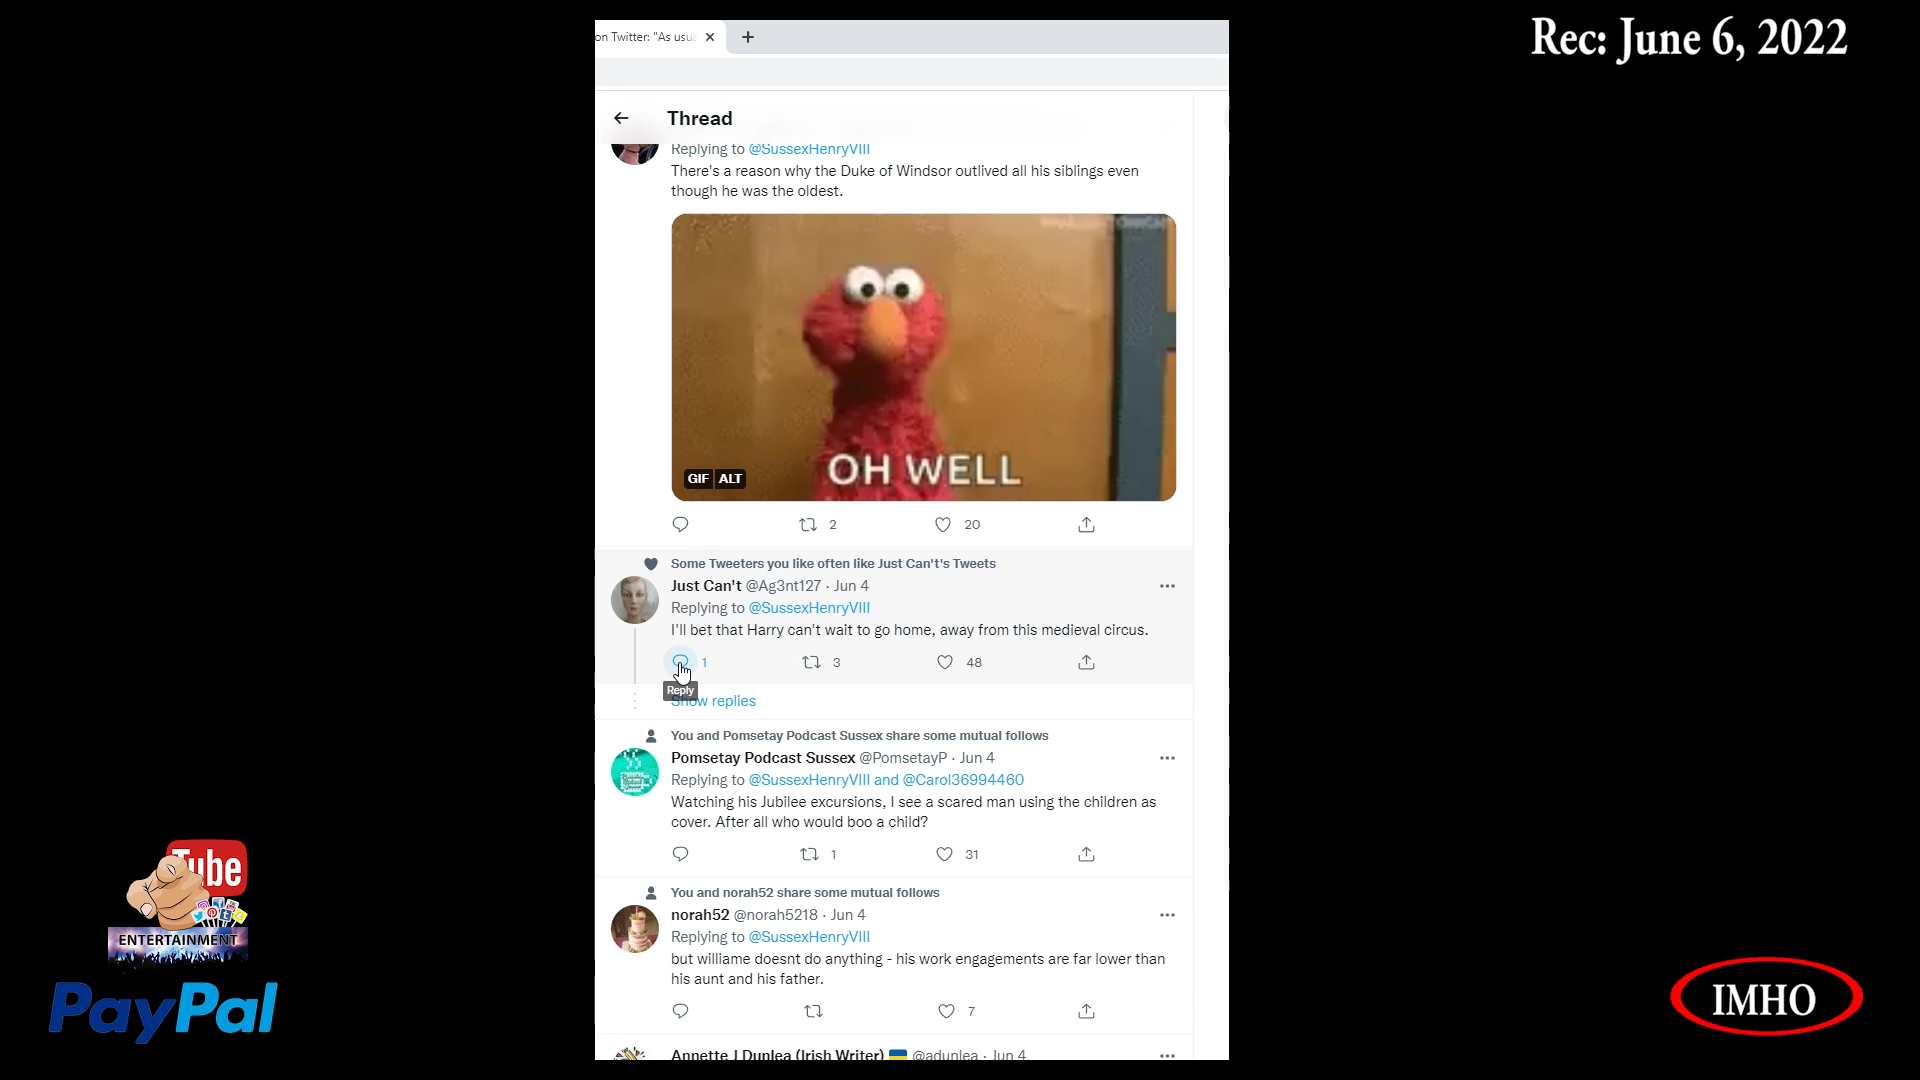 on Twitter: "As usu
Rec: June 6, 2022
Thread
Replying to @SussexHenryVIII
There's a reason why the Duke of Windsor outlived all his siblings even
though he was the oldest.
OH WELL
GIF ALT
2 20
Some Tweeters you like often like Just Can't's Tweets
Just Can't @Ag3nt127 · Jun 4
Replying to @SussexHenryVIII
I'll bet that Harry can't wait to go home, away from this medieval circus.
1 3 48
Reply
Show replies
You and Pomsetay Podcast Sussex share some mutual follows
Pomsetay Podcast Sussex @PomsetayP · Jun 4
Replying to @SussexHenryVIII and @Carol36994460
Watching his Jubilee excursions, I see a scared man using the children as
cover. After all who would boo a child?
1 31
You and norah52 share some mutual follows
norah52 @norah5218 · Jun 4
Replying to @SussexHenryVIII
but williame doesnt do anything - his work engagements are far lower than
his aunt and his father.
7
Annette J Dunlea (Irish Writer) @adunlea · Jun 4
Tube
ENTERTAINMENT
PayPal
IMHO